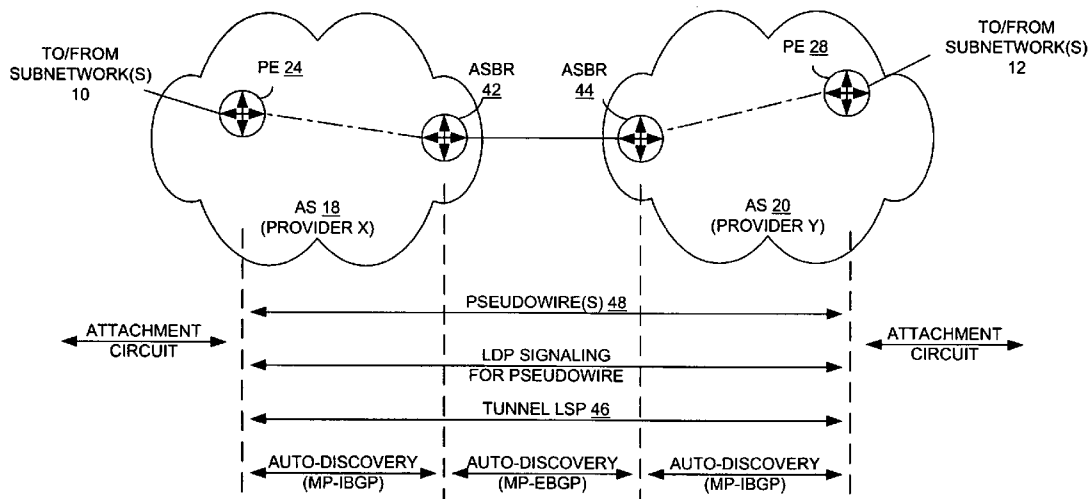 TO/FROM
SUBNETWORK(S)
10
PE 24
ASBR
42
ASBR
44
PE 28
TO/FROM
SUBNETWORK(S)
12
AS 18
(PROVIDER X)
AS 20
(PROVIDER Y)
PSEUDOWIRE(S) 48
ATTACHMENT
CIRCUIT
ATTACHMENT
CIRCUIT
LDP SIGNALING
FOR PSEUDOWIRE
TUNNEL LSP 46
AUTO-DISCOVERY
(MP-IBGP)
AUTO-DISCOVERY
(MP-EBGP)
AUTO-DISCOVERY
(MP-IBGP)